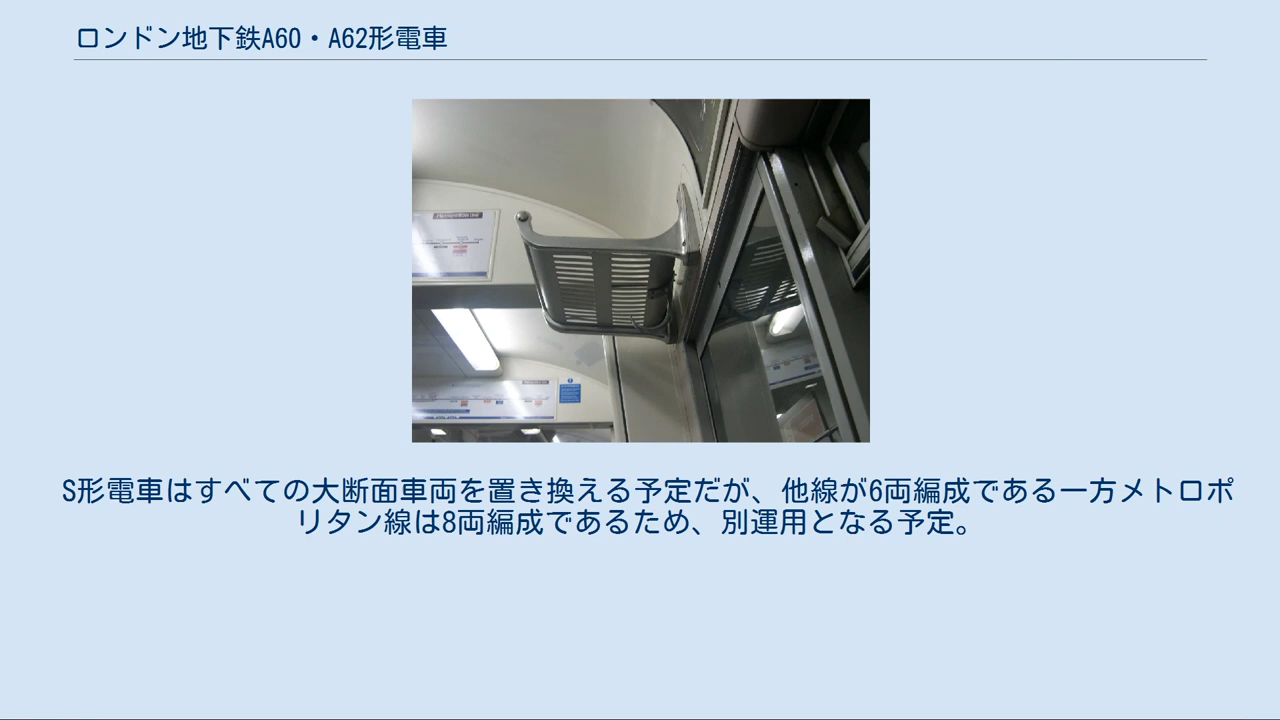 ロンドン地下鉄A60・A62形電車
S形電車はすべての大断面車両を置き換える予定だが、他線が6両編成である一方メトロポ
リタン線は8両編成であるため、別運用となる予定。